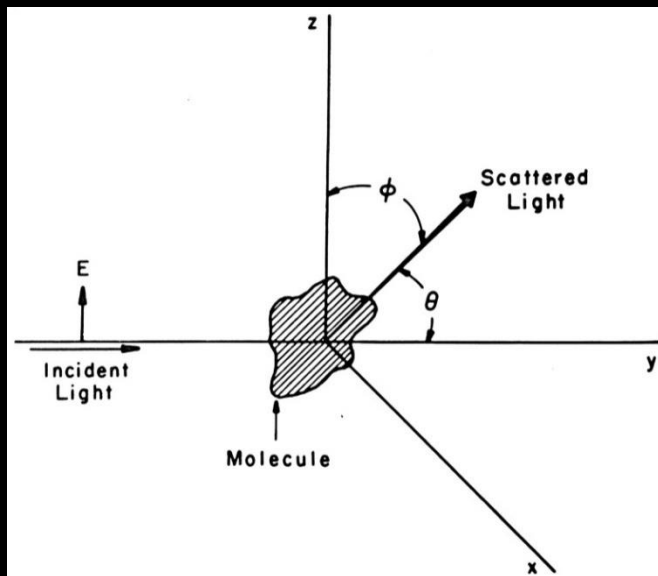 z
ϕ
Scattered
Light
E
θ
Incident
Light
y
Molecule
x